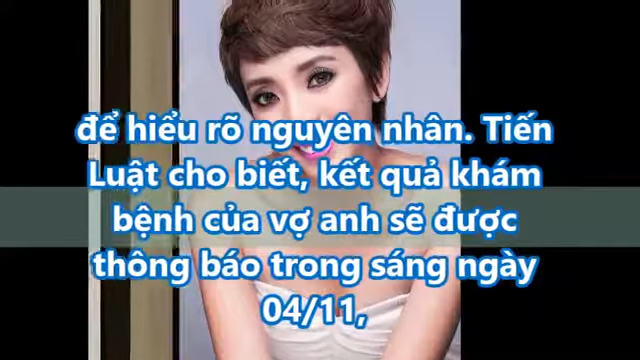 để hiểu rõ nguyên nhân. Tiến
Luật cho biết, kết quả khám
bệnh của vợ anh sẽ được
thông báo trong sáng ngày
04/11,